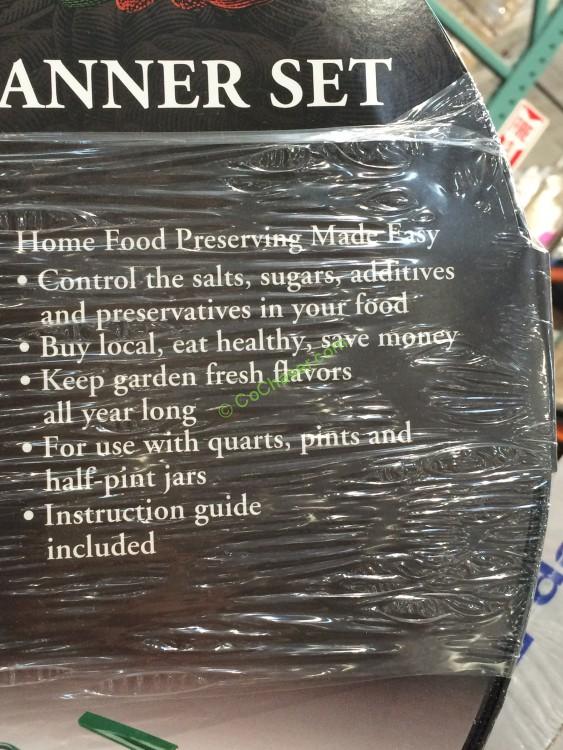 ANNER SET
Home Food Preserving Made Easy
• Control the salts, sugars, additives
and preservatives in your food
• Buy local, eat healthy, save money
• Keep garden fresh flavors
all year long
© CoChaser.com
• For use with quarts, pints and
half-pint jars
• Instruction guide
included